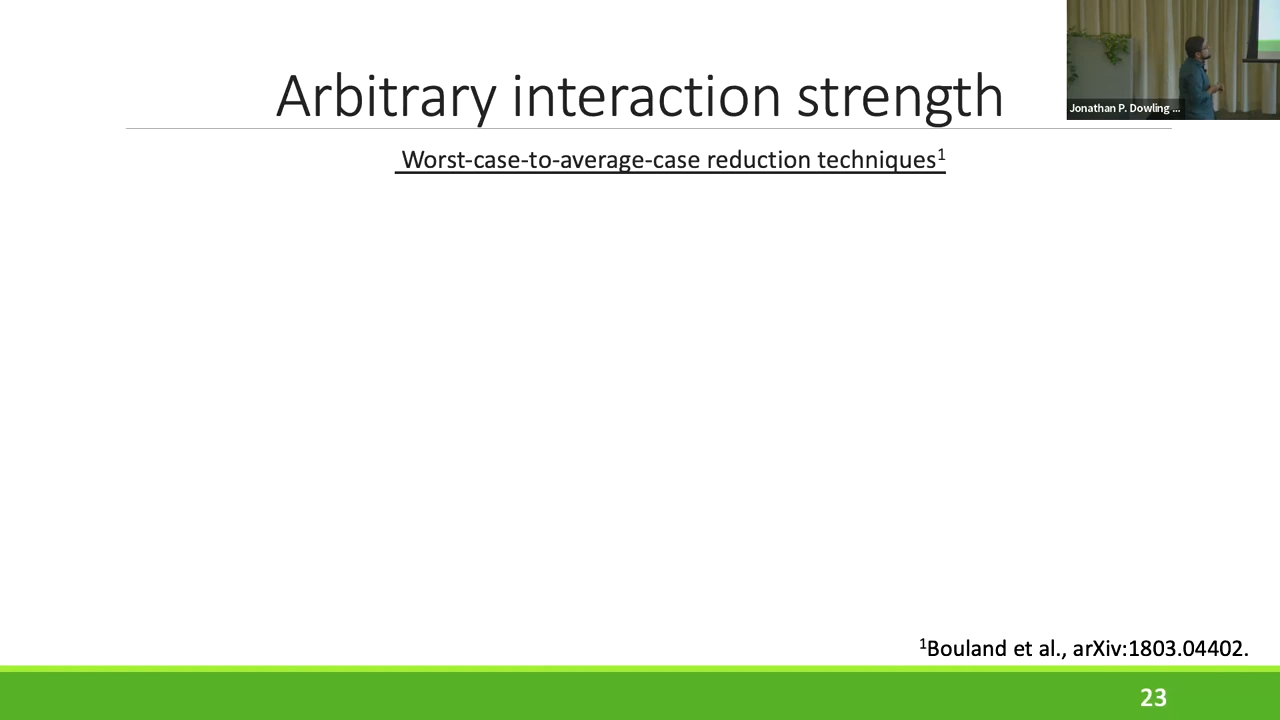 Arbitrary interaction strength
Jonathan P. Dowling ...
Worst-case-to-average-case reduction techniques¹
¹Bouland et al., arXiv:1803.04402.
23